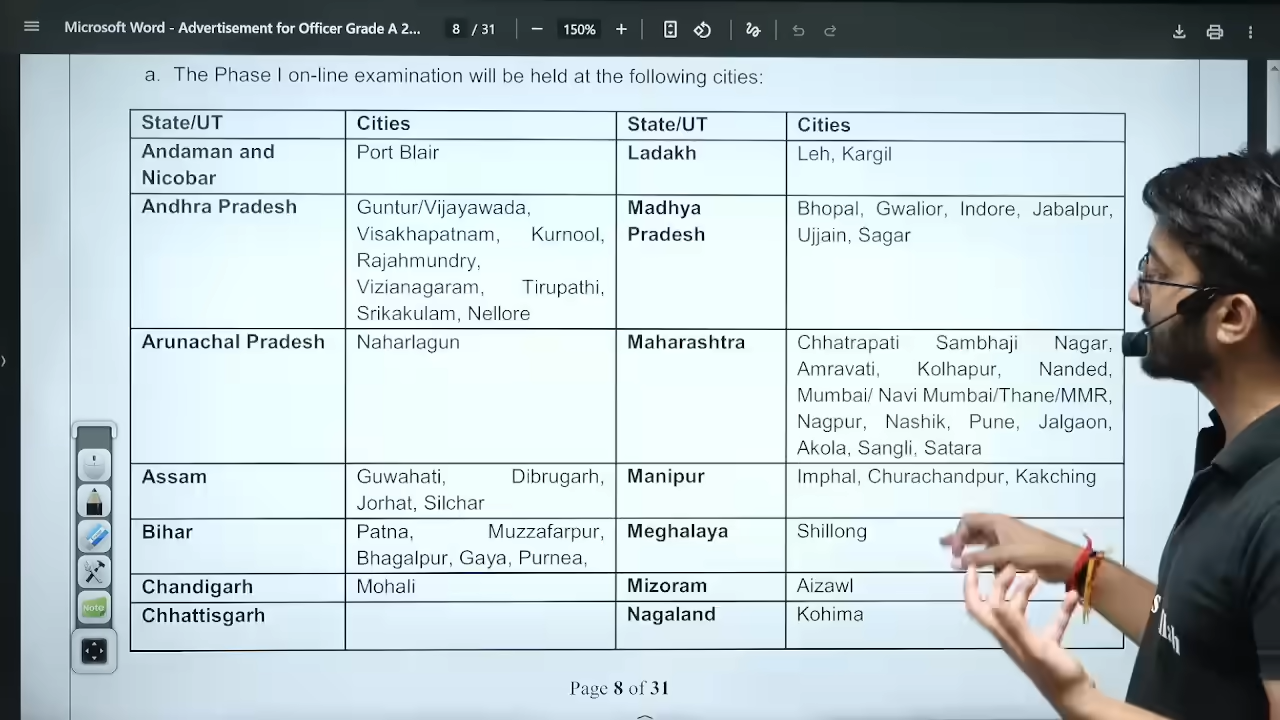 Microsoft Word - Advertisement for Officer Grade A 2...
8 / 31
150%
a. The Phase I on-line examination will be held at the following cities:
State/UT Cities State/UT Cities
Andaman and Nicobar Port Blair Ladakh Leh, Kargil
Andhra Pradesh
Guntur/Vijayawada,
Visakhapatnam, Kurnool,
Rajahmundry,
Vizianagaram, Tirupathi,
Srikakulam, Nellore
Madhya
Pradesh
Bhopal, Gwalior, Indore, Jabalpur,
Ujjain, Sagar
Arunachal Pradesh
Naharlagun
Maharashtra
Chhatrapati Sambhaji Nagar,
Amravati, Kolhapur, Nanded,
Mumbai/ Navi Mumbai/Thane/MMR,
Nagpur, Nashik, Pune, Jalgaon,
Akola, Sangli, Satara
Assam
Guwahati, Dibrugarh,
Jorhat, Silchar
Manipur
Imphal, Churachandpur, Kakching
Bihar
Patna, Muzzafarpur,
Bhagalpur, Gaya, Purnea,
Meghalaya
Shillong
Chandigarh
Mohali
Mizoram
Aizawl
Chhattisgarh
Nagaland
Kohima
Page 8 of 31
Note